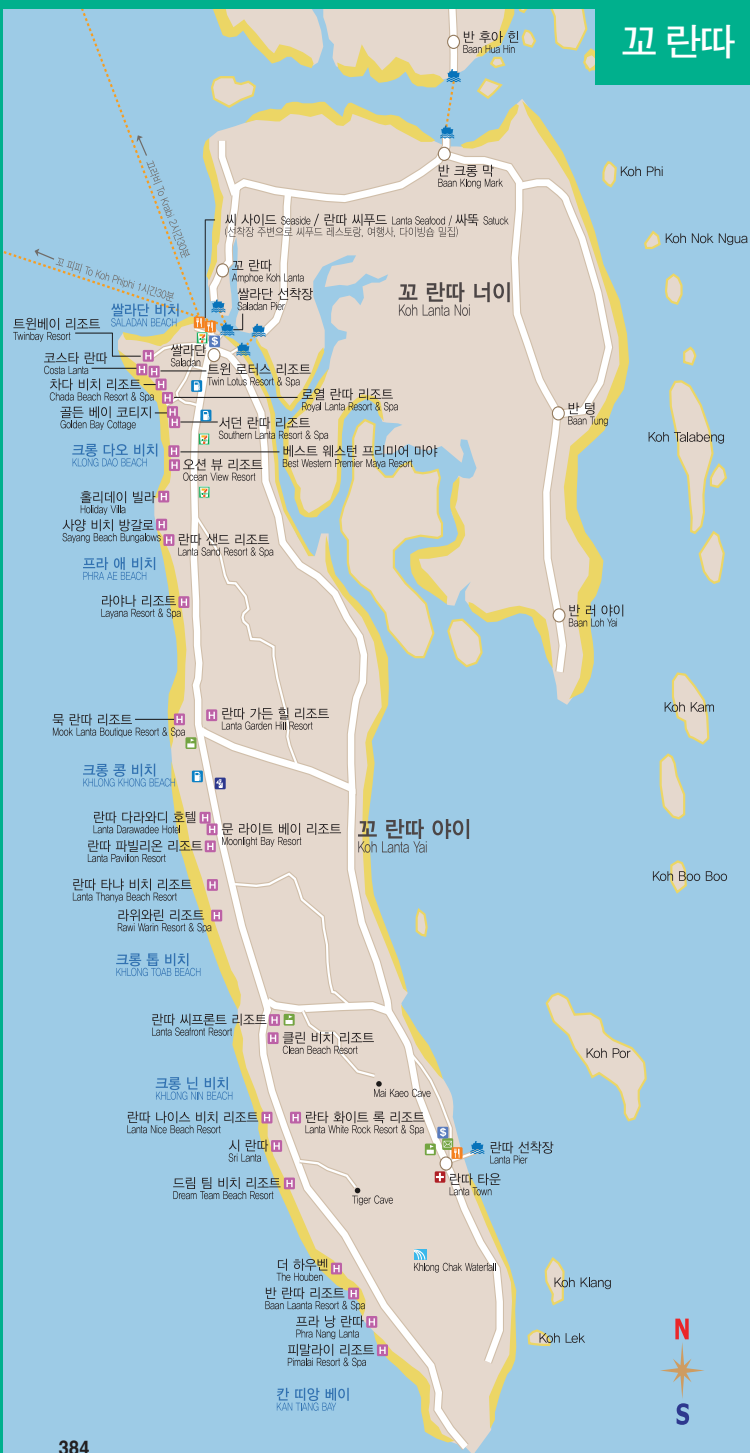 꼬 란따
반 후아 힌
Baan Hua Hin
반 크롱 막
Baan Klong Mark
Koh Phi
Koh Nok Ngua
← 끄라비 To Krabi 2시간30분
← 꼬 피피 To Koh Phiphi 1시간30분
씨 사이드 Seaside / 란따 씨푸드 Lanta Seafood / 싸뚝 Satuck
(선착장 주변으로 씨푸드 레스토랑, 여행사, 다이빙숍 밀집)
꼬 란따
Amphoe Koh Lanta
쌀라단 선착장
Saladan Pier
꼬 란따 너이
Koh Lanta Noi
쌀라단 비치
SALADAN BEACH
트윈베이 리조트
Twinbay Resort
쌀라단
Saladan
코스타 란따
Costa Lanta
트윈 로터스 리조트
Twin Lotus Resort & Spa
차다 비치 리조트
Chada Beach Resort & Spa
로열 란따 리조트
Royal Lanta Resort & Spa
골든 베이 코티지
Golden Bay Cottage
서던 란따 리조트
Southern Lanta Resort & Spa
반 텅
Baan Tung
Koh Talabeng
크롱 다오 비치
KLONG DAO BEACH
베스트 웨스턴 프리미어 마야
Best Western Premier Maya Resort
오션 뷰 리조트
Ocean View Resort
홀리데이 빌라
Holiday Villa
사양 비치 방갈로
Sayang Beach Bungalows
란따 샌드 리조트
Lanta Sand Resort & Spa
프라 애 비치
PHRA AE BEACH
라야나 리조트
Layana Resort & Spa
반 러 야이
Baan Loh Yai
Koh Kam
묵 란따 리조트
Mook Lanta Boutique Resort & Spa
란따 가든 힐 리조트
Lanta Garden Hill Resort
크롱 콩 비치
KHLONG KHONG BEACH
란따 다라와디 호텔
Lanta Darawadee Hotel
문 라이트 베이 리조트
Moonlight Bay Resort
꼬 란따 야이
Koh Lanta Yai
란따 파빌리온 리조트
Lanta Pavilion Resort
Koh Boo Boo
란따 타냐 비치 리조트
Lanta Thanya Beach Resort
라위와린 리조트
Rawi Warin Resort & Spa
크롱 톱 비치
KHLONG TOAB BEACH
란따 씨프론트 리조트
Lanta Seafront Resort
클린 비치 리조트
Clean Beach Resort
Koh Por
크롱 닌 비치
KHLONG NIN BEACH
Mai Kaeo Cave
란따 나이스 비치 리조트
Lanta Nice Beach Resort
란타 화이트 록 리조트
Lanta White Rock Resort & Spa
시 란따
Sri Lanta
란따 선착장
Lanta Pier
드림 팀 비치 리조트
Dream Team Beach Resort
란따 타운
Lanta Town
Tiger Cave
더 하우벤
The Houben
Khlong Chak Waterfall
Koh Klang
반 란따 리조트
Baan Laanta Resort & Spa
프라 낭 란따
Phra Nang Lanta
Koh Lek
피말라이 리조트
Pimalai Resort & Spa
칸 띠앙 베이
KAN TIANG BAY
N
S
384